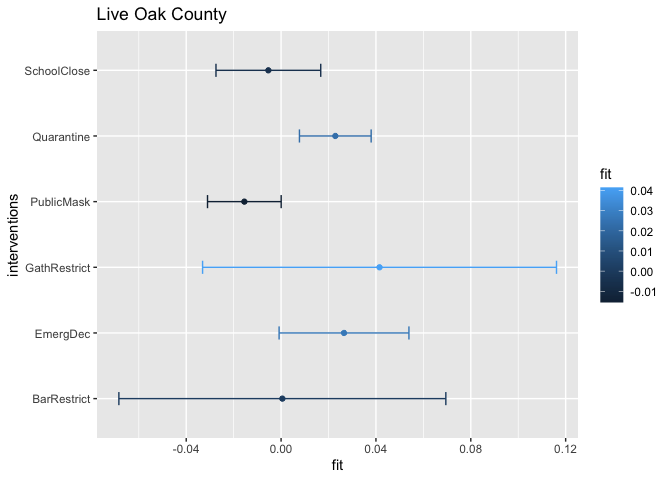 Live Oak County
SchoolClose
Quarantine
PublicMask
GathRestrict
EmergDec
BarRestrict
interventions
-0.04 0.00 0.04 0.08 0.12
fit
fit
0.04
0.03
0.02
0.01
0.00
-0.01